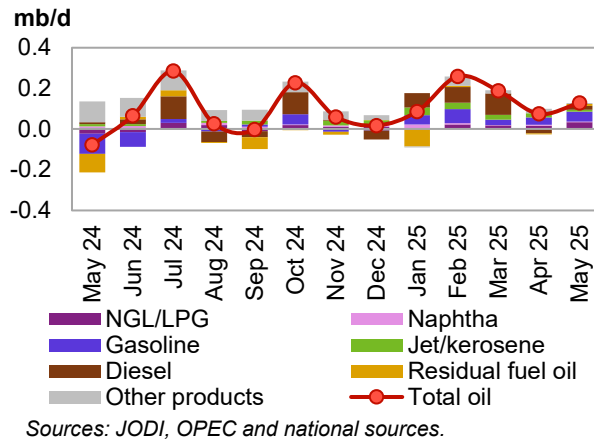 mb/d
0.4
0.2
0.0
-0.2
-0.4
May 24
Jun 24
Jul 24
Aug 24
Sep 24
Oct 24
Nov 24
Dec 24
Jan 25
Feb 25
Mar 25
Apr 25
May 25
NGL/LPG
Naphtha
Gasoline
Jet/kerosene
Diesel
Residual fuel oil
Other products
Total oil
Sources: JODI, OPEC and national sources.